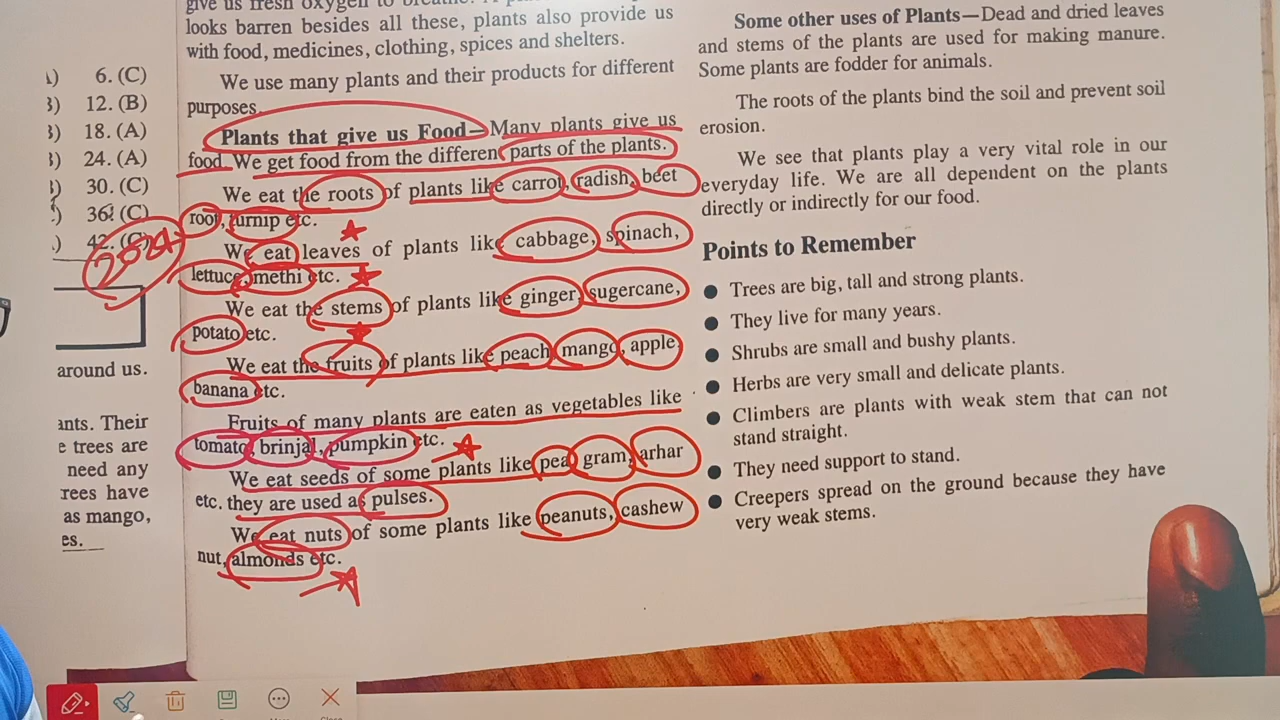 give us fresh oxygen to breathe.
looks barren besides all these, plants also provide us
with food, medicines, clothing, spices and shelters.
We use many plants and their products for different
purposes.
Plants that give us Food—Many plants give us
food. We get food from the different parts of the plants.
We eat the roots of plants like carrot, radish, beet
root, turnip etc.
We eat leaves of plants like cabbage, spinach,
lettuce, methi etc.
We eat the stems of plants like ginger, sugercane,
potato etc.
We eat the fruits of plants like peach, mango, apple,
banana etc.
Fruits of many plants are eaten as vegetables like
tomato, brinjal, pumpkin etc.
We eat seeds of some plants like pea, gram, arhar
etc. they are used as pulses.
We eat nuts of some plants like peanuts, cashew
nut, almonds etc.
Some other uses of Plants—Dead and dried leaves
and stems of the plants are used for making manure.
Some plants are fodder for animals.
The roots of the plants bind the soil and prevent soil
erosion.
We see that plants play a very vital role in our
everyday life. We are all dependent on the plants
directly or indirectly for our food.
Points to Remember
● Trees are big, tall and strong plants.
● They live for many years.
● Shrubs are small and bushy plants.
● Herbs are very small and delicate plants.
● Climbers are plants with weak stem that can not
stand straight.
● They need support to stand.
● Creepers spread on the ground because they have
very weak stems.
6. (C)
12. (B)
18. (A)
24. (A)
30. (C)
36. (C)
42. (C)
around us.
ants. Their
e trees are
need any
rees have
as mango,
es.